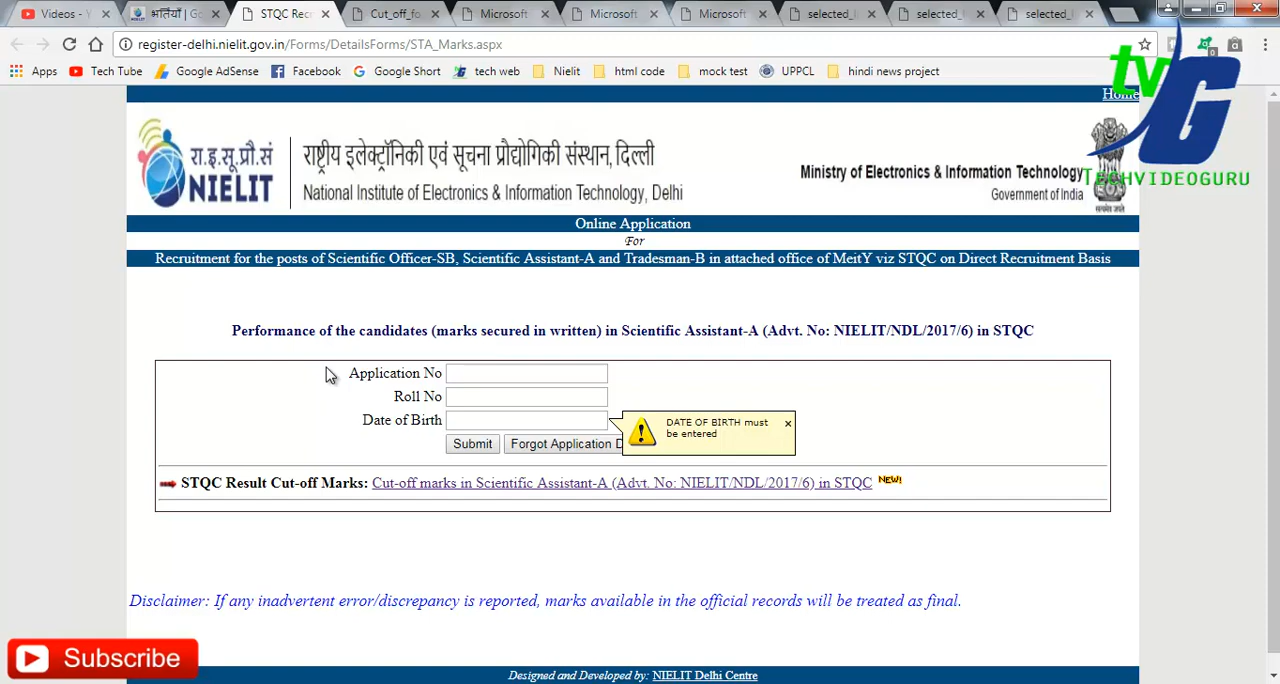 Videos - Y
भर्तियाँ | Go
STQC Rec
Cut_off_fo
Microsoft
Microsoft
Microsoft
selected_l
selected_
selected_l
register-delhi.nielit.gov.in/Forms/DetailsForms/STA_Marks.aspx
Apps
Tech Tube
Google AdSense
Facebook
Google Short
tech web
Nielit
html code
mock test
UPPCL
hindi news project
tv
G
TECHVIDEOGURU
Home
रा.इ.सू.प्रौ.सं
NIELIT
राष्ट्रीय इलेक्ट्रॉनिकी एवं सूचना प्रौद्योगिकी संस्थान, दिल्ली
National Institute of Electronics & Information Technology, Delhi
Ministry of Electronics & Information Technology
Government of India
Online Application
For
Recruitment for the posts of Scientific Officer-SB, Scientific Assistant-A and Tradesman-B in attached office of MeitY viz STQC on Direct Recruitment Basis
Performance of the candidates (marks secured in written) in Scientific Assistant-A (Advt. No: NIELIT/NDL/2017/6) in STQC
Application No
Roll No
Date of Birth
DATE OF BIRTH must
be entered
Submit
Forgot Application D
STQC Result Cut-off Marks: Cut-off marks in Scientific Assistant-A (Advt. No: NIELIT/NDL/2017/6) in STQC NEW!
Disclaimer: If any inadvertent error/discrepancy is reported, marks available in the official records will be treated as final.
Subscribe
Designed and Developed by: NIELIT Delhi Centre